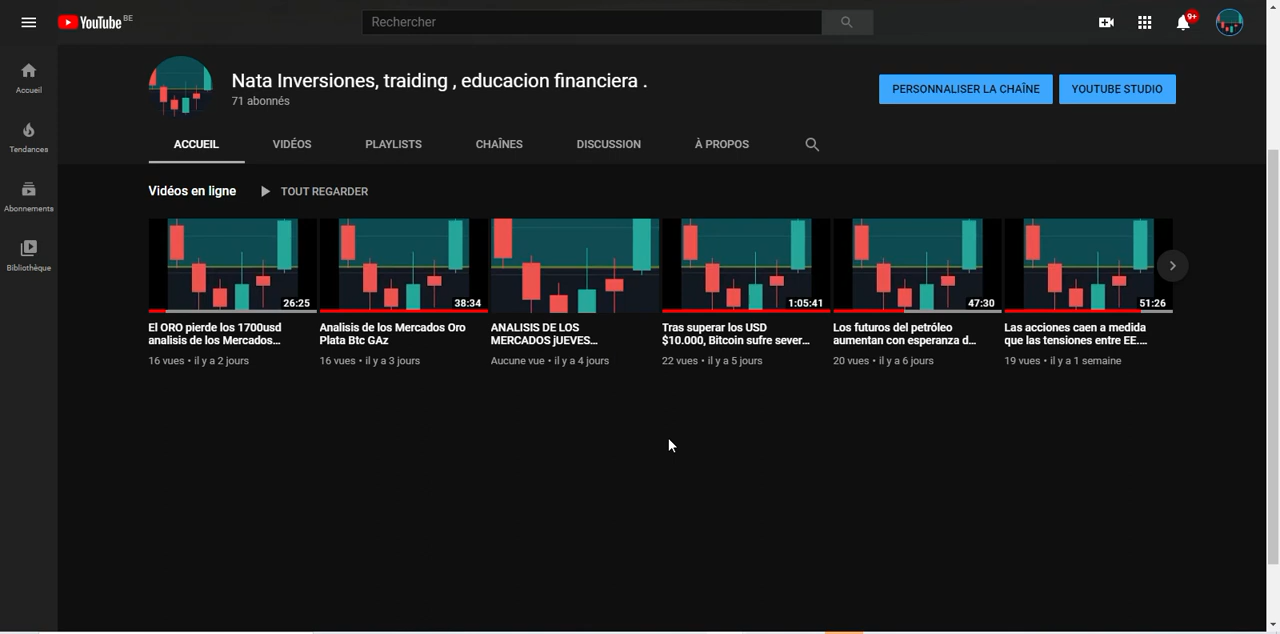 YouTube BE
Rechercher
9+
Accueil
Tendances
Abonnements
Bibliothèque
Nata Inversiones, traiding , educacion financiera .
71 abonnés
PERSONNALISER LA CHAÎNE
YOUTUBE STUDIO
ACCUEIL
VIDÉOS
PLAYLISTS
CHAÎNES
DISCUSSION
À PROPOS
Vidéos en ligne
TOUT REGARDER
26:25
El ORO pierde los 1700usd
analisis de los Mercados...
16 vues • il y a 2 jours
38:34
Analisis de los Mercados Oro
Plata Btc GAz
16 vues • il y a 3 jours
ANALISIS DE LOS
MERCADOS jUEVES...
Aucune vue • il y a 4 jours
1:05:41
Tras superar los USD
$10.000, Bitcoin sufre sever...
22 vues • il y a 5 jours
47:30
Los futuros del petróleo
aumentan con esperanza d...
20 vues • il y a 6 jours
51:26
Las acciones caen a medida
que las tensiones entre EE....
19 vues • il y a 1 semaine